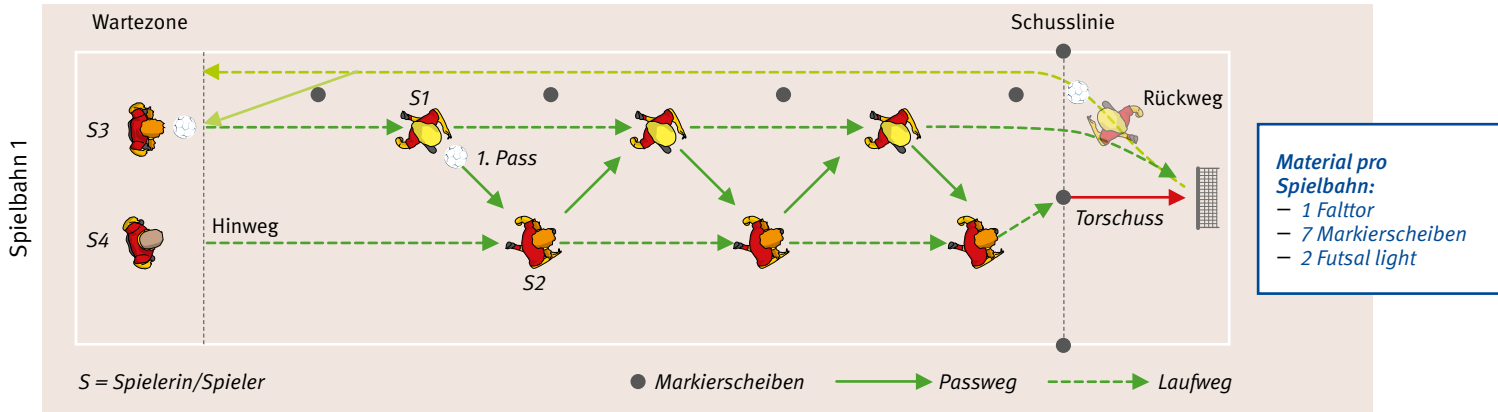 Wartezone
Schusslinie
Spielbahn 1
S1
Rückweg
S3
1. Pass
Hinweg
S4
Torschuss
S2
Material pro
Spielbahn:
– 1 Falttor
– 7 Markierscheiben
– 2 Futsal light
S = Spielerin/Spieler
Markierscheiben
Passweg
Laufweg